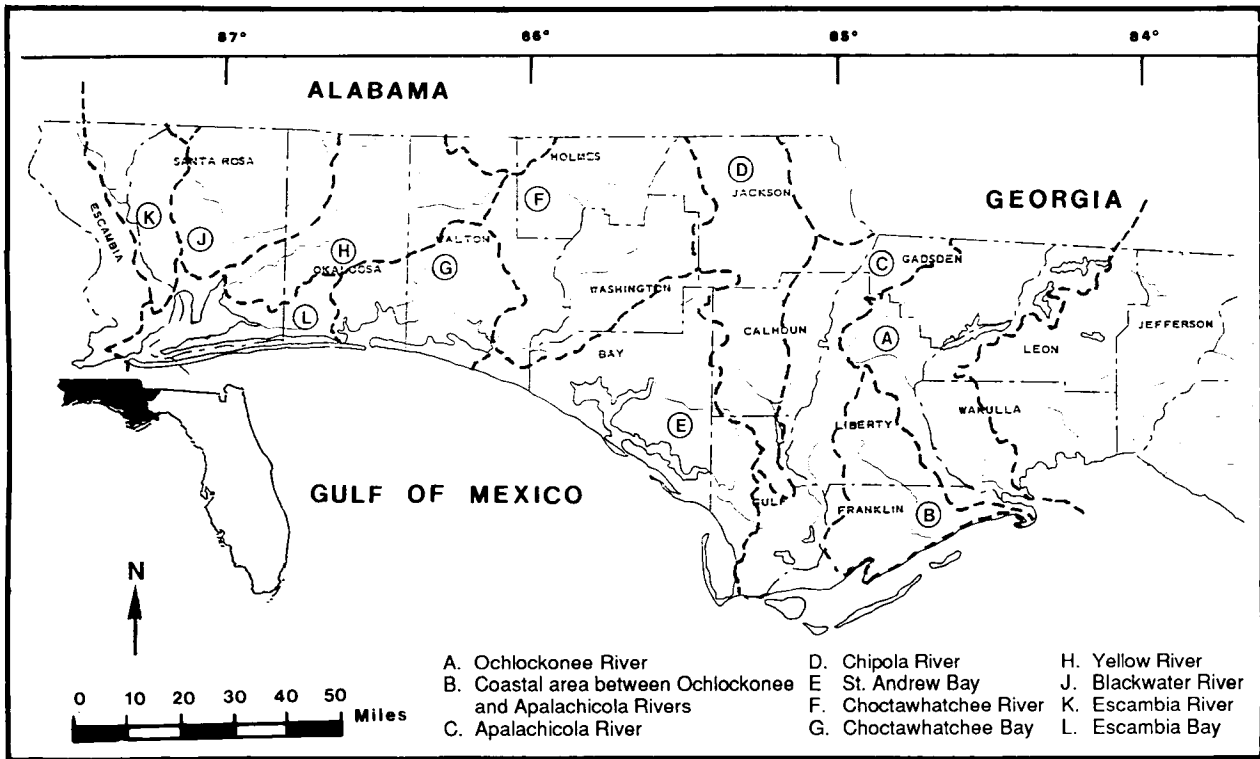 87° 86° 85° 84°
ALABAMA
GEORGIA
SANTA ROSA
HOLMES
JACKSON
ESCAMBIA
OKALOOSA
WALTON
WASHINGTON
BAY
CALHOUN
GADSDEN
LEON
JEFFERSON
LIBERTY
WAKULLA
GULF
FRANKLIN
K
J
H
L
G
F
D
C
A
E
B
GULF OF MEXICO
N
0 10 20 30 40 50
Miles
A. Ochlockonee River
B. Coastal area between Ochlockonee
and Apalachicola Rivers
C. Apalachicola River
D. Chipola River
E St. Andrew Bay
F. Choctawhatchee River
G. Choctawhatchee Bay
H. Yellow River
J. Blackwater River
K. Escambia River
L. Escambia Bay